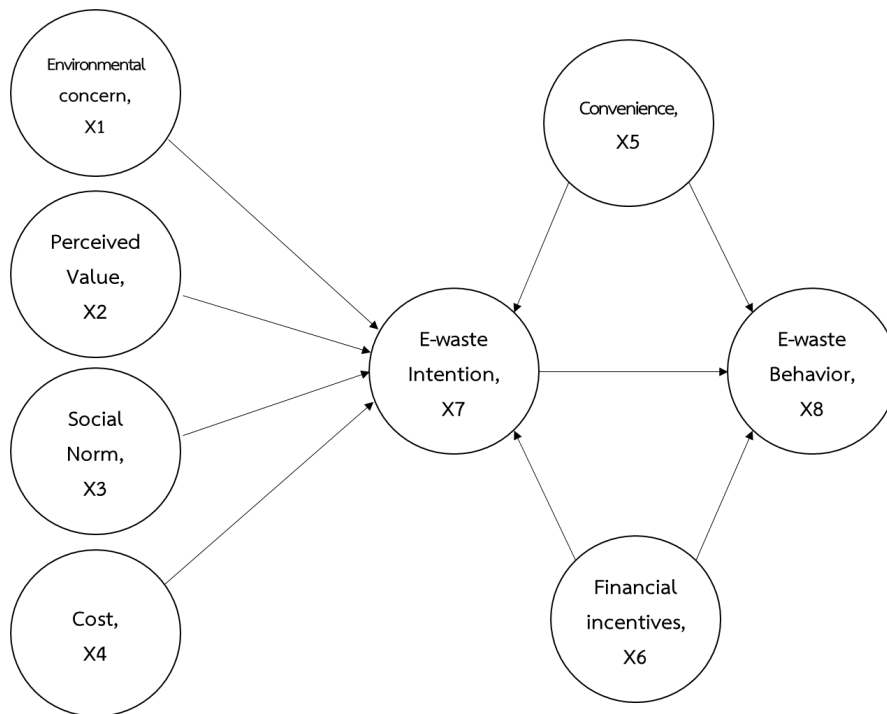 Environmental
concern,
X1
Perceived
Value,
X2
Social
Norm,
X3
Cost,
X4
Convenience,
X5
E-waste
Intention,
X7
E-waste
Behavior,
X8
Financial
incentives,
X6